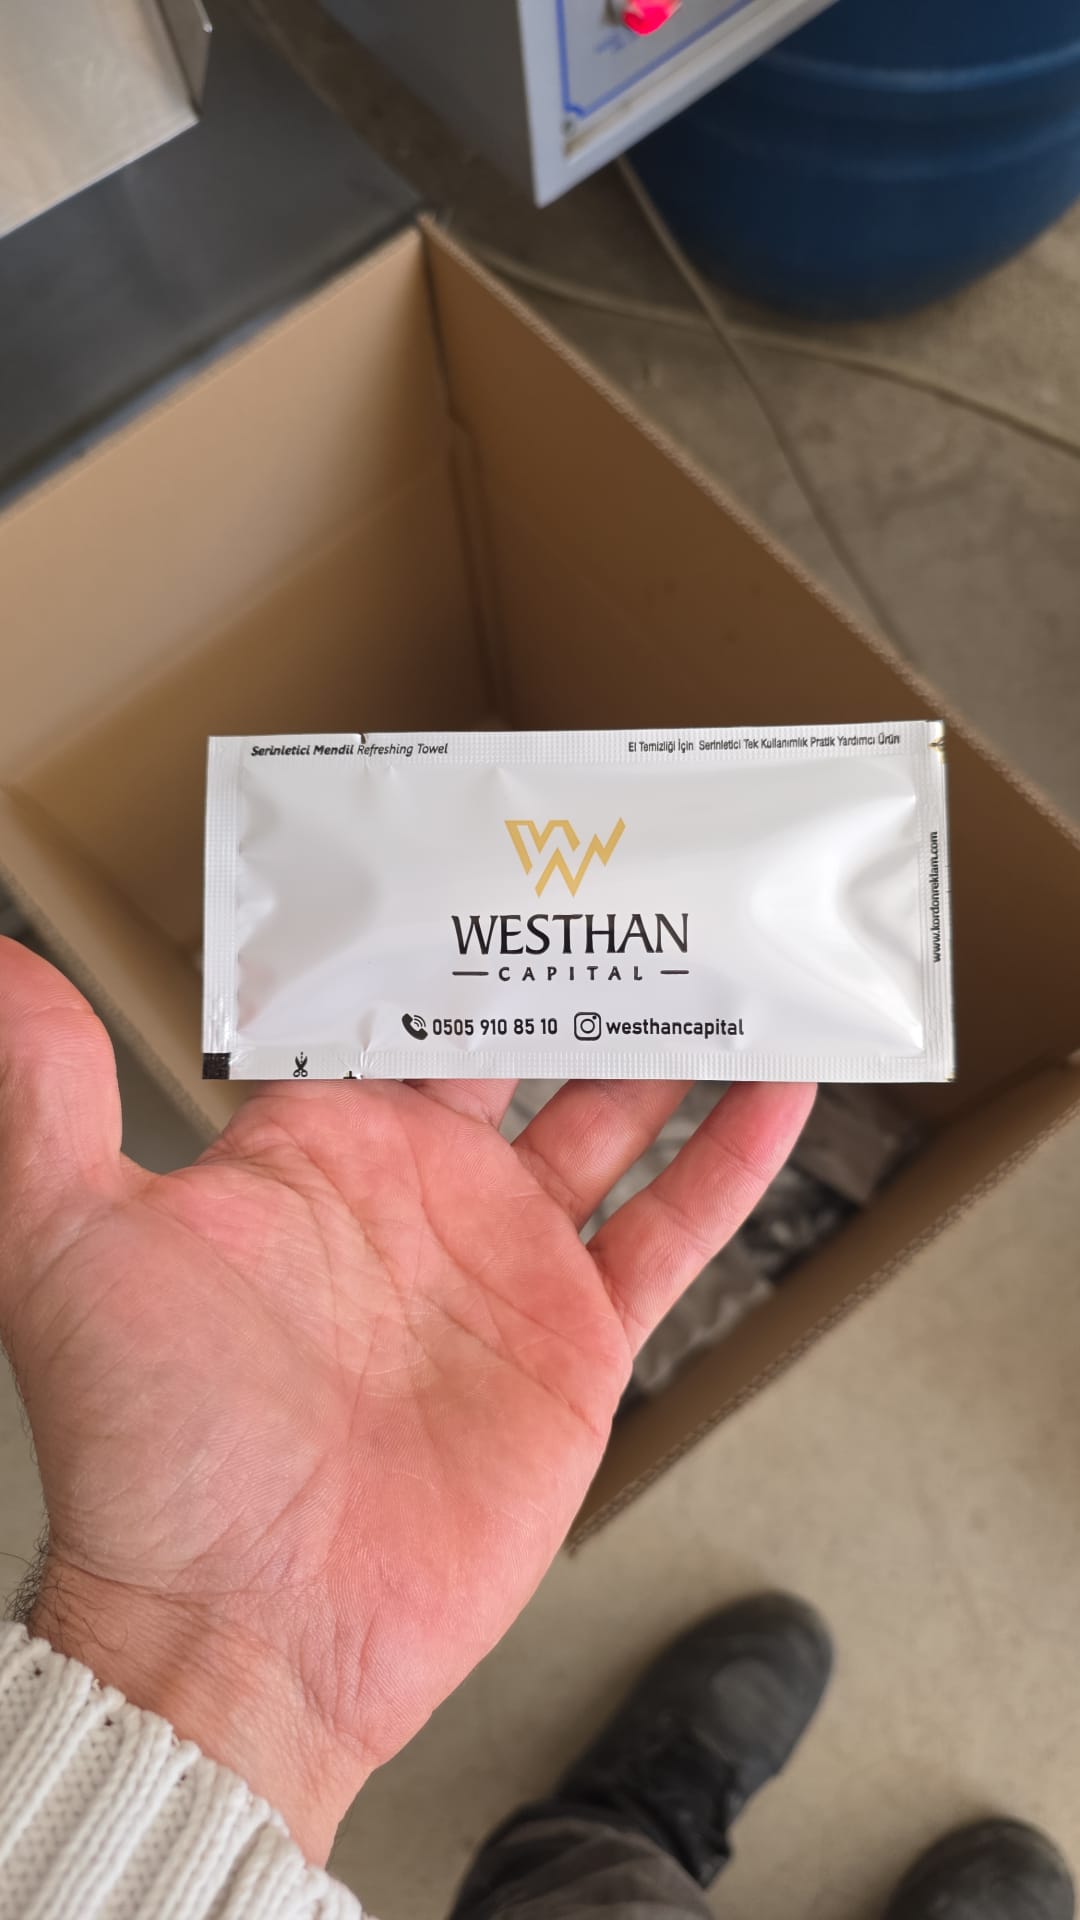 Serinletici Mendil Refreshing Towel
El Temizliği İçin Serinletici Tek Kullanımlık Pratik Yardımcı Ürün
WESTHAN
CAPITAL
0505 910 85 10 westhancapital
www.kordonreklam.com